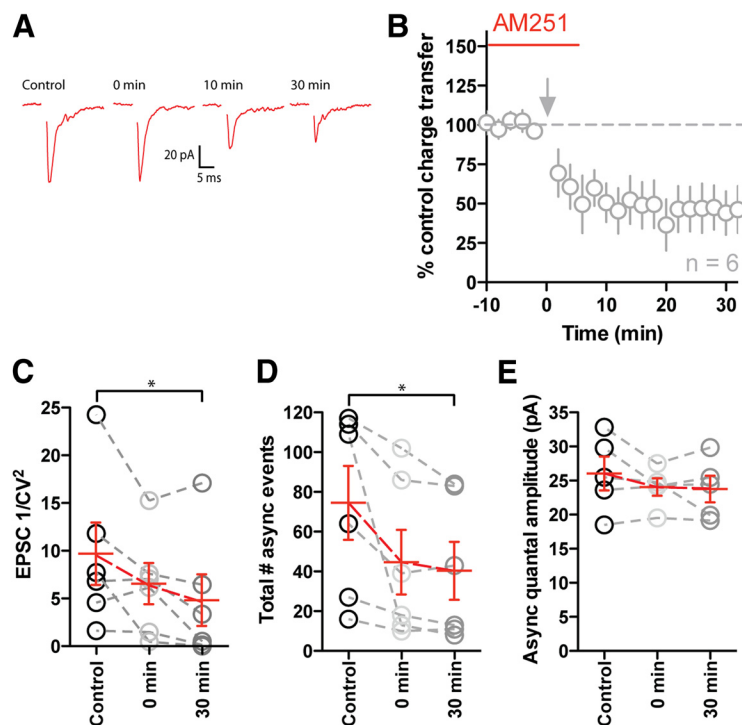 A
Control
0 min
10 min
30 min
20 pA
5 ms
B
AM251
% control charge transfer
150
125
100
75
50
25
0
n = 6
-10
0
10
20
30
Time (min)
C
*
EPSC 1/CV²
25
20
15
10
5
0
Control
0 min
30 min
D
*
Total # async events
120
100
80
60
40
20
0
Control
0 min
30 min
E
Async quantal amplitude (pA)
35
30
25
20
15
10
5
0
Control
0 min
30 min